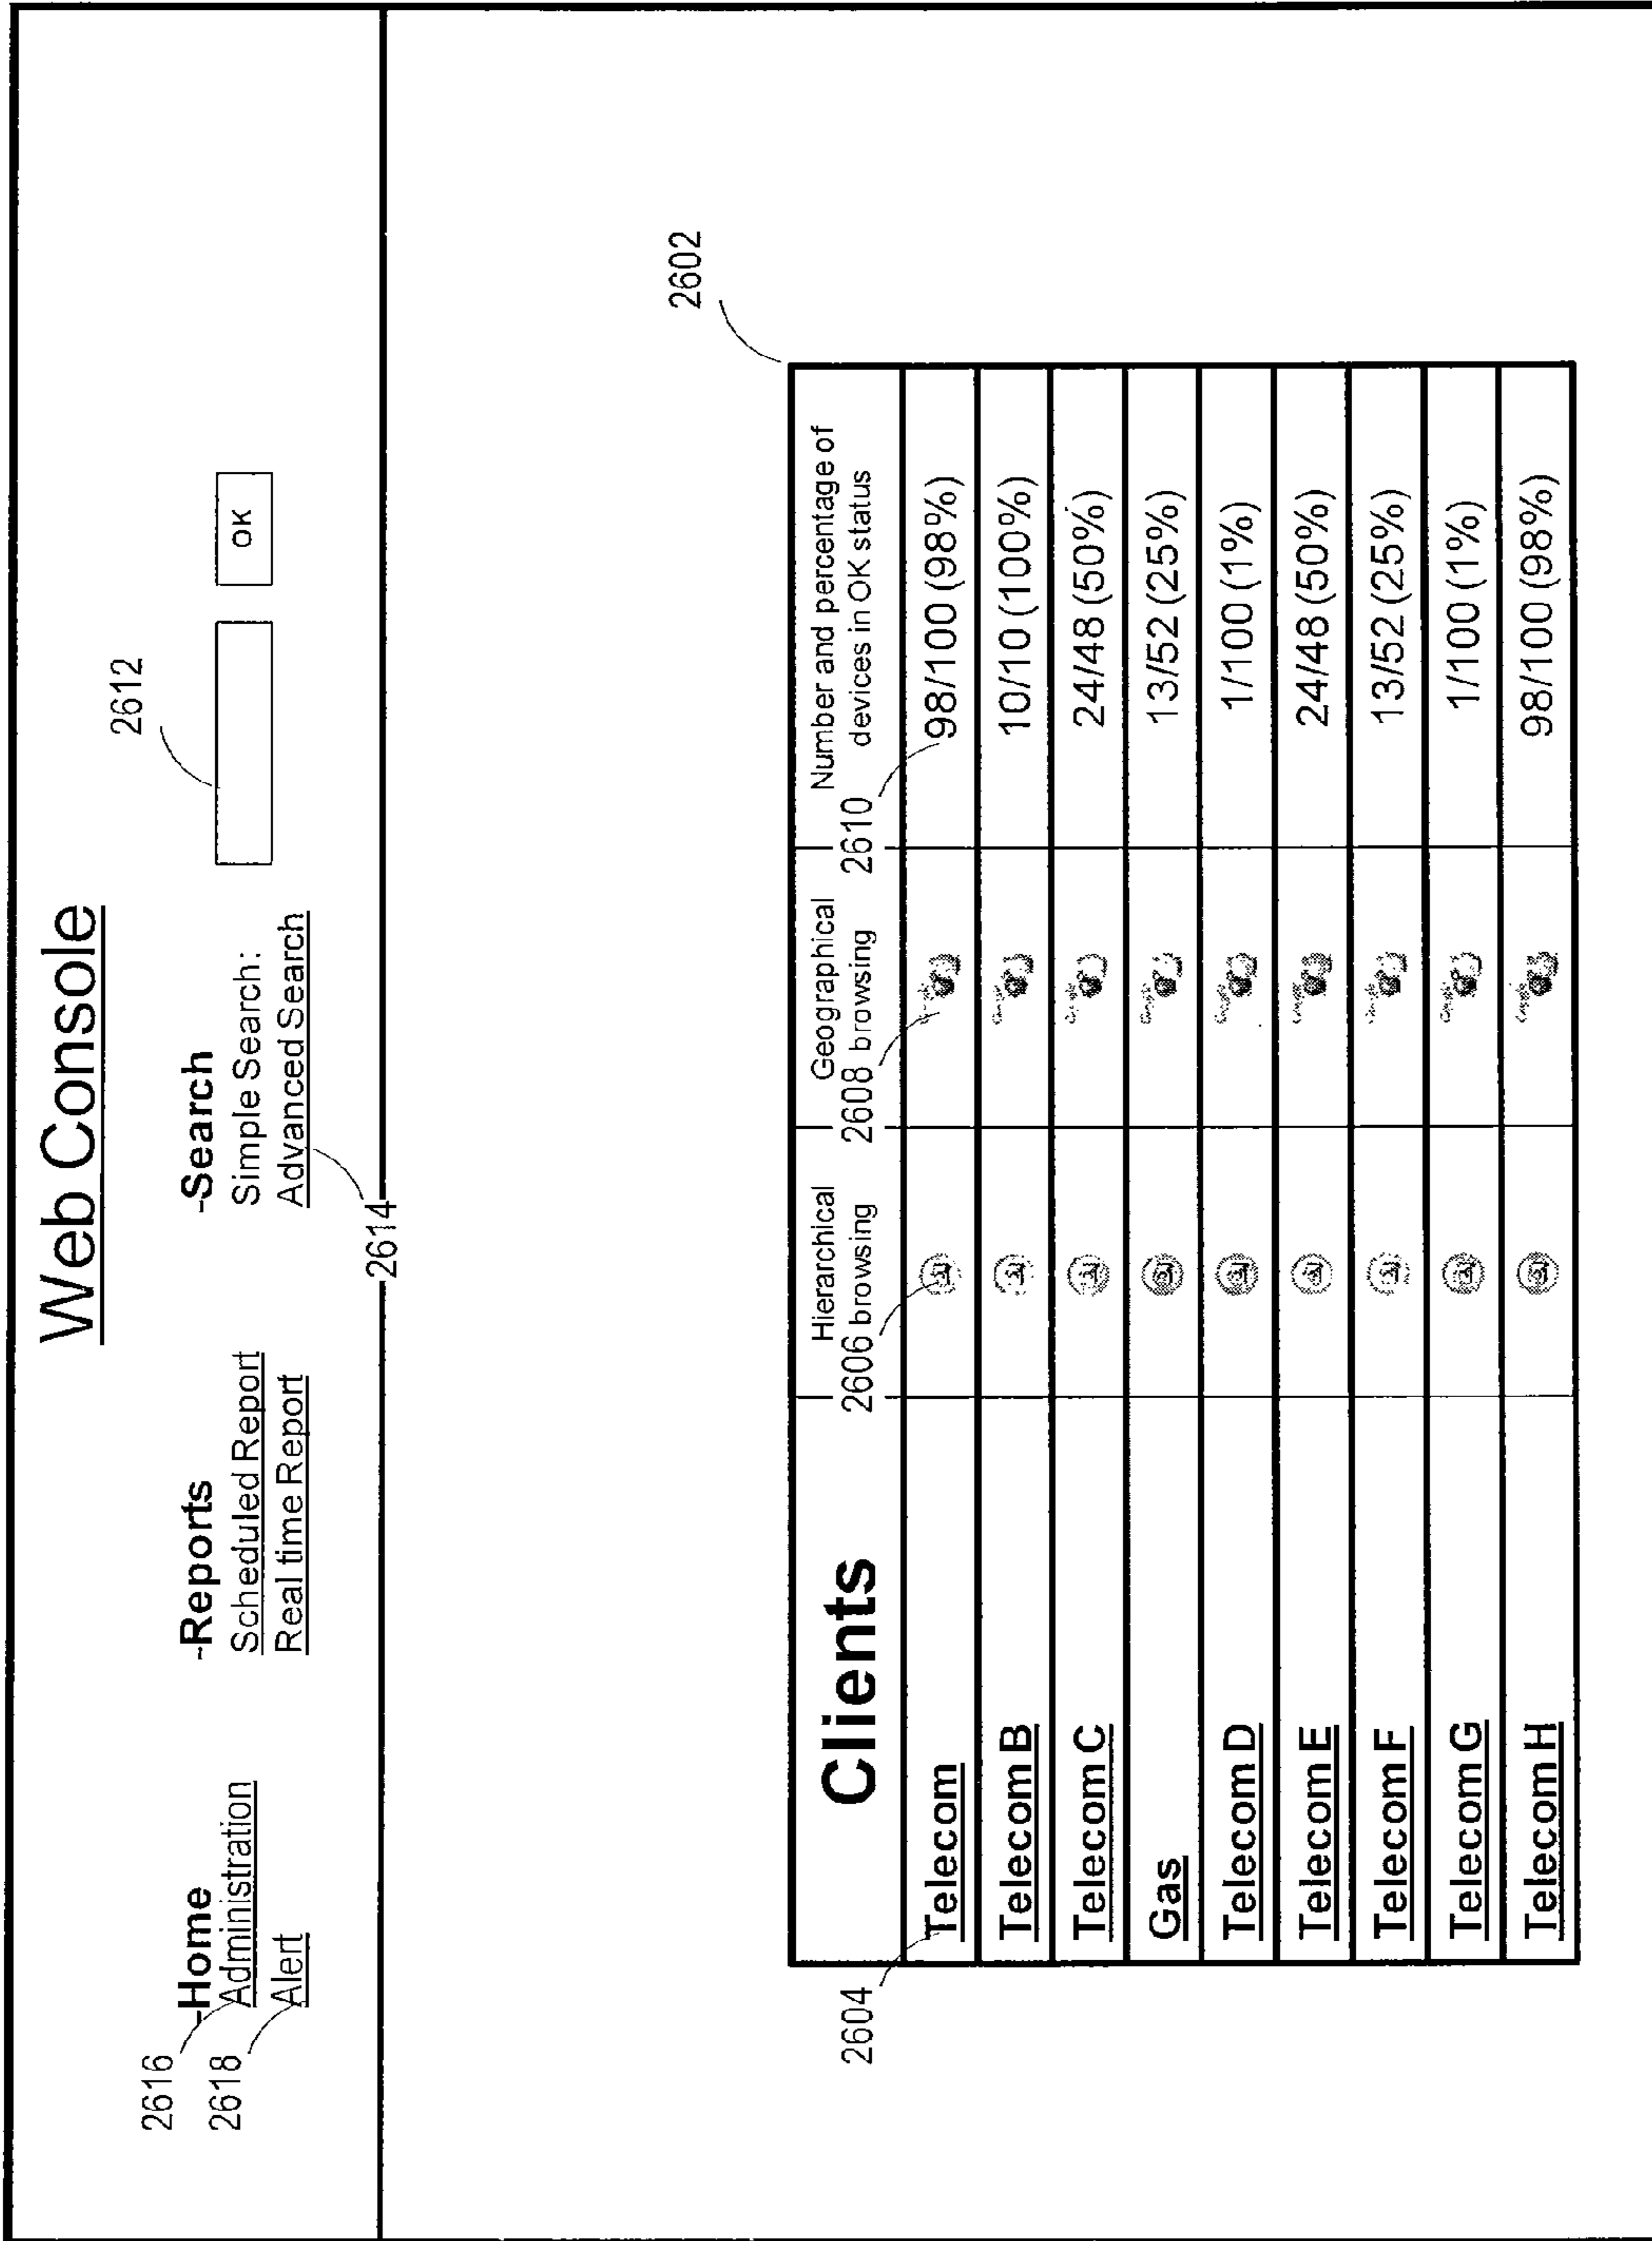 Web Console
2616
2618
-Home
Administration
Alert
-Reports
Scheduled Report
Real time Report
-Search
Simple Search:
Advanced Search
2614
2612
OK
2602
2604
Clients
Hierarchical
2606 browsing
Geographical
2608 browsing
2610
Number and percentage of
devices in OK status
Telecom 98/100 (98%)
Telecom B 10/10 (100%)
Telecom C 24/48 (50%)
Gas 13/52 (25%)
Telecom D 1/100 (1%)
Telecom E 24/48 (50%)
Telecom F 13/52 (25%)
Telecom G 1/100 (1%)
Telecom H 98/100 (98%)